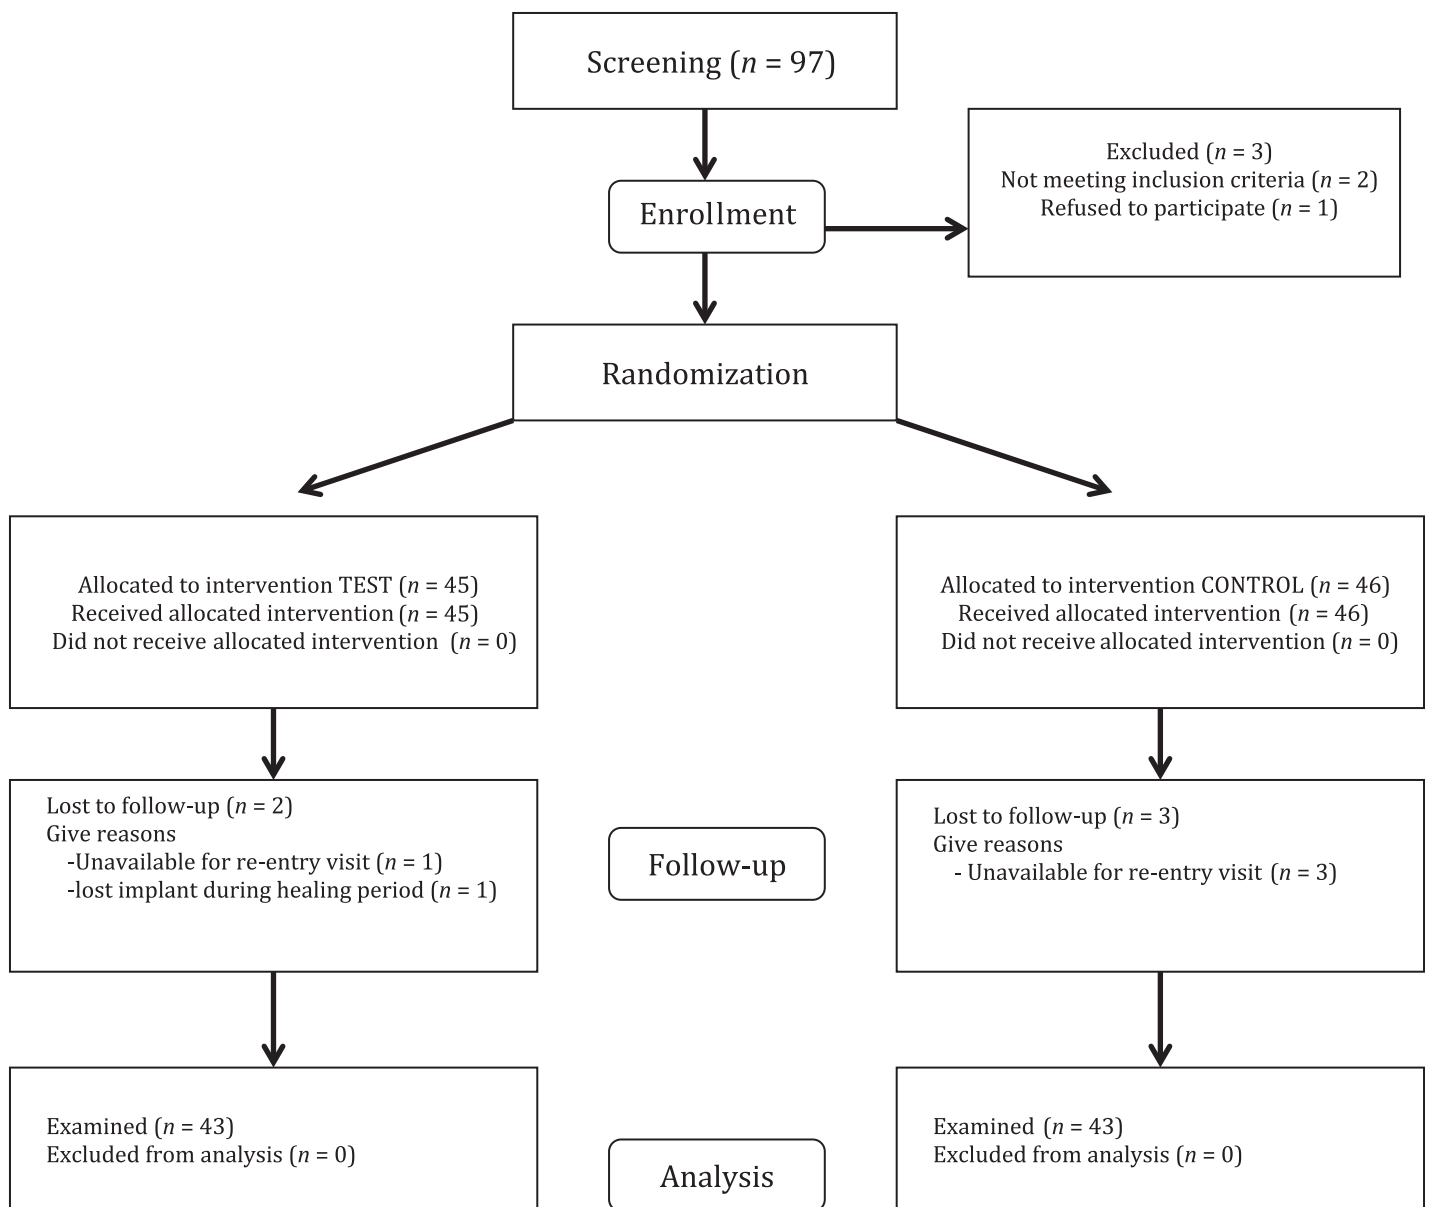 Screening (n = 97)
Excluded (n = 3)
Not meeting inclusion criteria (n = 2)
Refused to participate (n = 1)
Enrollment
Randomization
Allocated to intervention TEST (n = 45)
Received allocated intervention (n = 45)
Did not receive allocated intervention (n = 0)
Allocated to intervention CONTROL (n = 46)
Received allocated intervention (n = 46)
Did not receive allocated intervention (n = 0)
Lost to follow-up (n = 2)
Give reasons
-Unavailable for re-entry visit (n = 1)
-lost implant during healing period (n = 1)
Follow-up
Lost to follow-up (n = 3)
Give reasons
- Unavailable for re-entry visit (n = 3)
Examined (n = 43)
Excluded from analysis (n = 0)
Analysis
Examined (n = 43)
Excluded from analysis (n = 0)